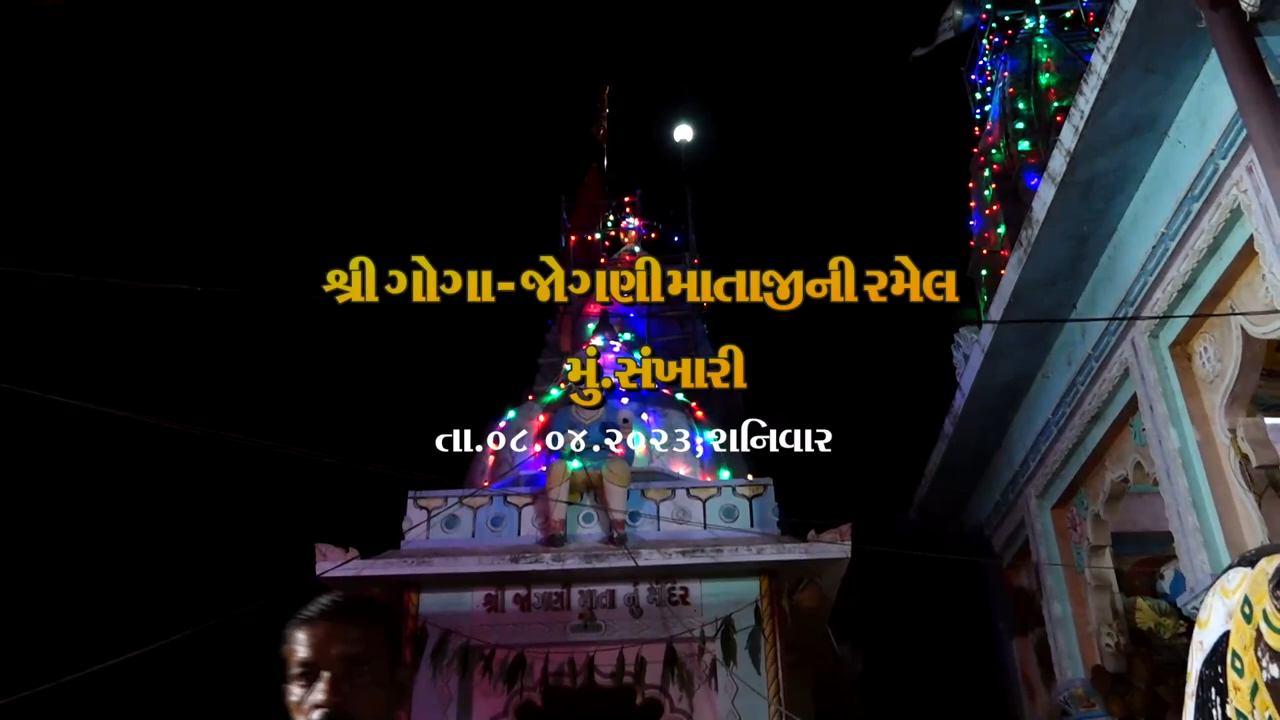 શ્રી ગોગા-જોગણી માતાજીની રમેલ
મું.સંખારી
તા.૦૮.૦૪.૨૦૨૩,શનિવાર
શ્રી જોગણી માતા નું મંદિર